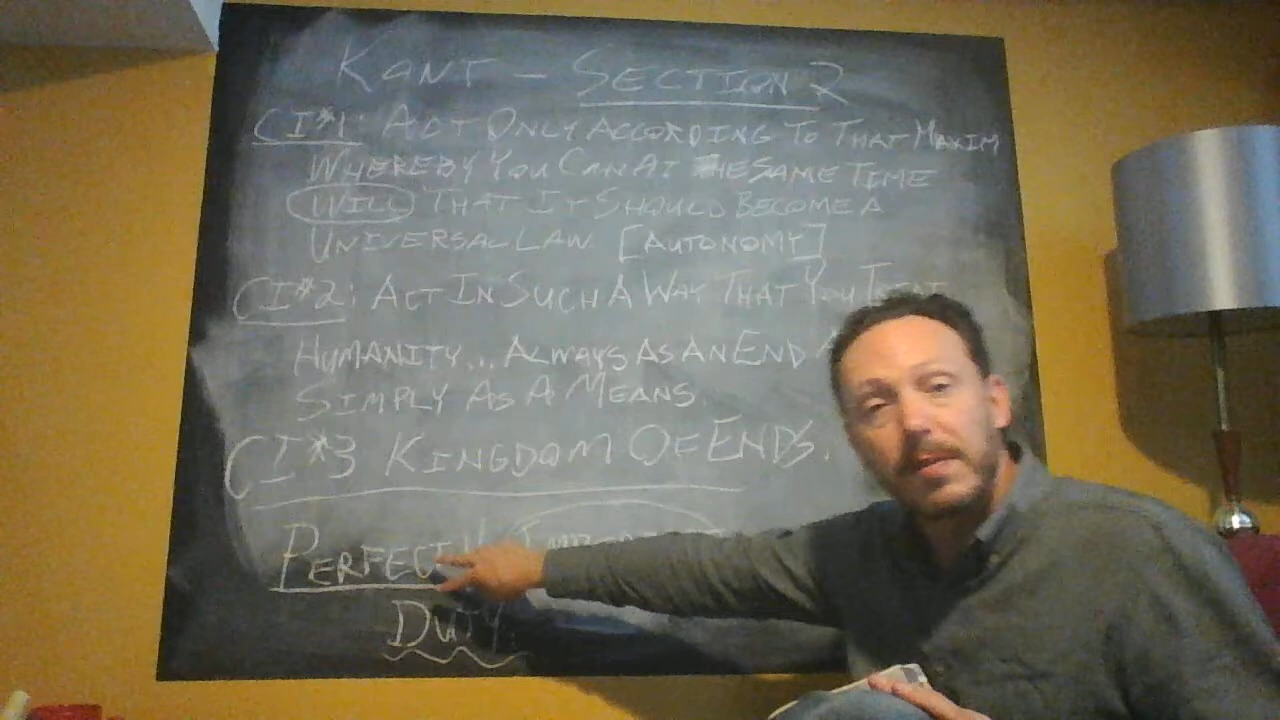 KANT - SECTION 2
CI#1: ACT ONLY ACCORDING TO THAT MAXIM
WHEREBY YOU CAN AT THE SAME TIME
WILL THAT IT SHOULD BECOME A
UNIVERSAL LAW [AUTONOMY]
CI#2: ACT IN SUCH A WAY THAT YOU TREAT
HUMANITY... ALWAYS AS AN END
SIMPLY AS A MEANS.
CI#3 KINGDOM OF ENDS.
PERFECT
DUTY